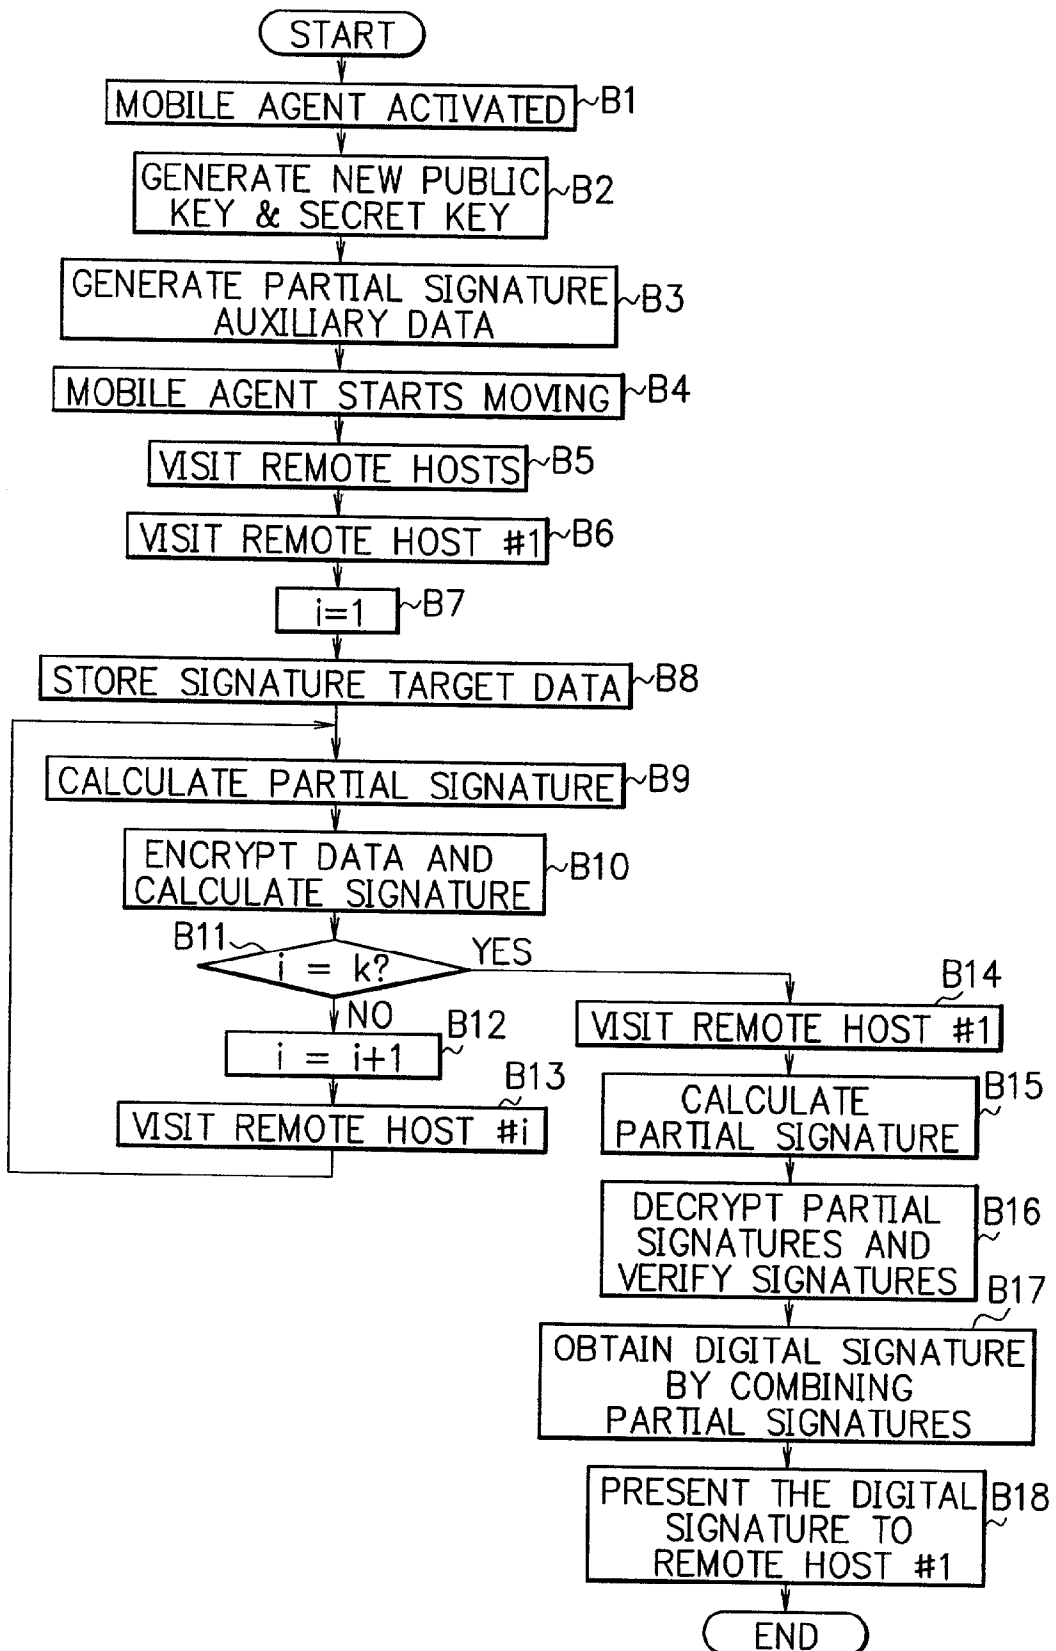 START
MOBILE AGENT ACTIVATED
B1
GENERATE NEW PUBLIC
KEY & SECRET KEY
B2
GENERATE PARTIAL SIGNATURE
AUXILIARY DATA
B3
MOBILE AGENT STARTS MOVING
B4
VISIT REMOTE HOSTS
B5
VISIT REMOTE HOST #1
B6
i=1
B7
STORE SIGNATURE TARGET DATA
B8
CALCULATE PARTIAL SIGNATURE
B9
ENCRYPT DATA AND
CALCULATE SIGNATURE
B10
B11
i = k?
YES
NO
i = i+1
B12
VISIT REMOTE HOST #i
B13
B14
VISIT REMOTE HOST #1
CALCULATE
PARTIAL SIGNATURE
B15
DECRYPT PARTIAL
SIGNATURES AND
VERIFY SIGNATURES
B16
B17
OBTAIN DIGITAL SIGNATURE
BY COMBINING
PARTIAL SIGNATURES
PRESENT THE DIGITAL
SIGNATURE TO
REMOTE HOST #1
B18
END